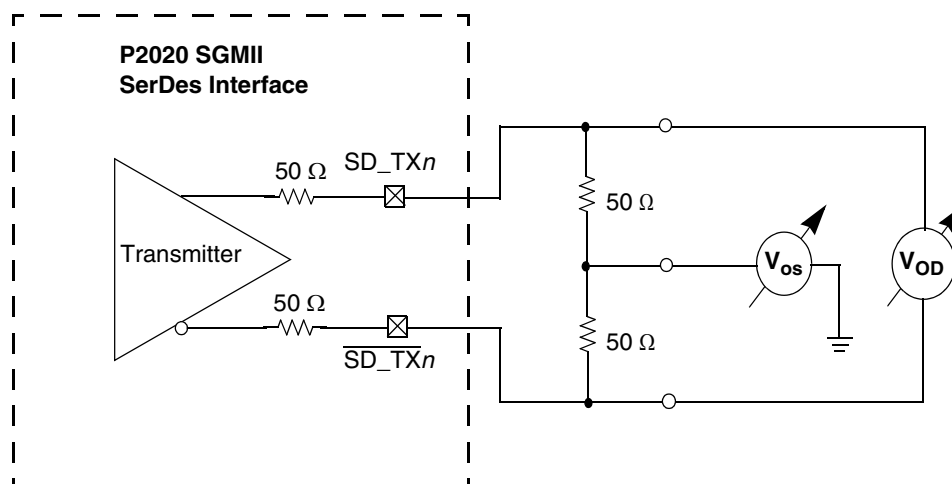 P2020 SGMII
SerDes Interface
50 Ω
SD_TXn
Transmitter
50 Ω
SD_TXn
50 Ω
50 Ω
Vos
VOD